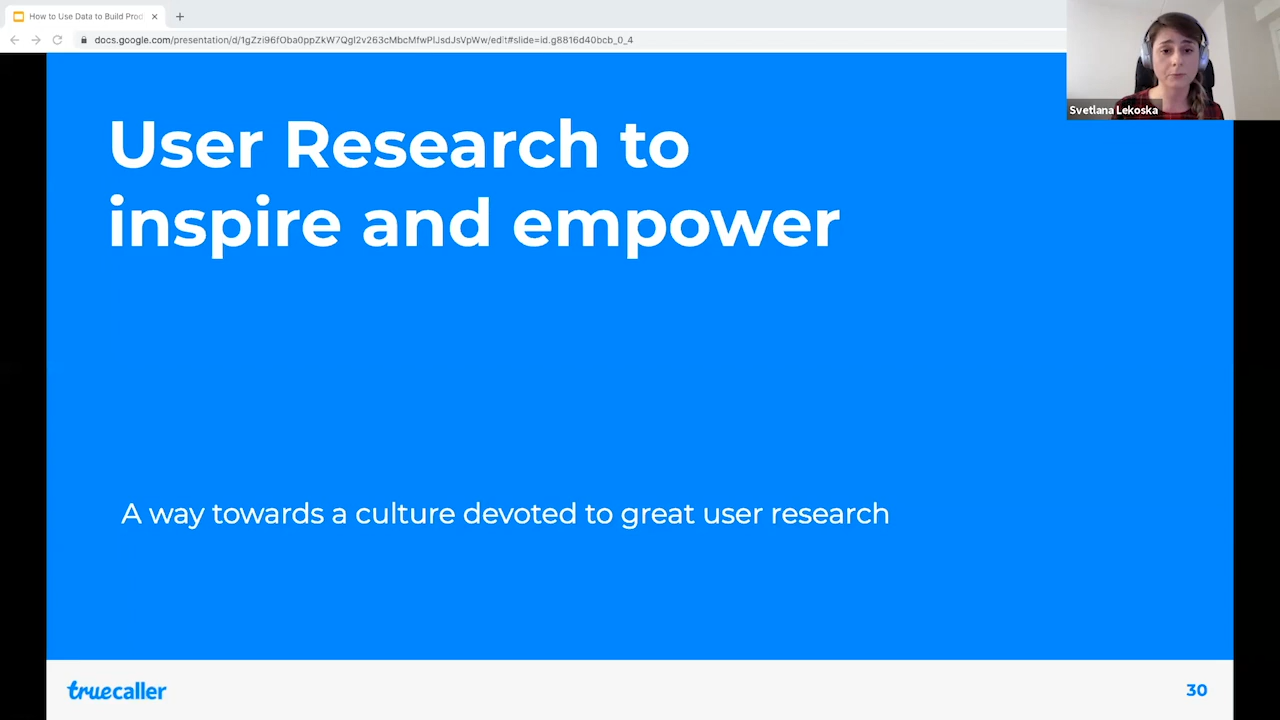 How to Use Data to Build Prod
docs.google.com/presentation/d/1gZzi96fOba0ppZkW7QgI2v263cMbcMfwPlJsdJsVpWw/edit#slide=id.g8816d40bcb_0_4
Svetlana Lekoska
User Research to
inspire and empower
A way towards a culture devoted to great user research
truecaller
30